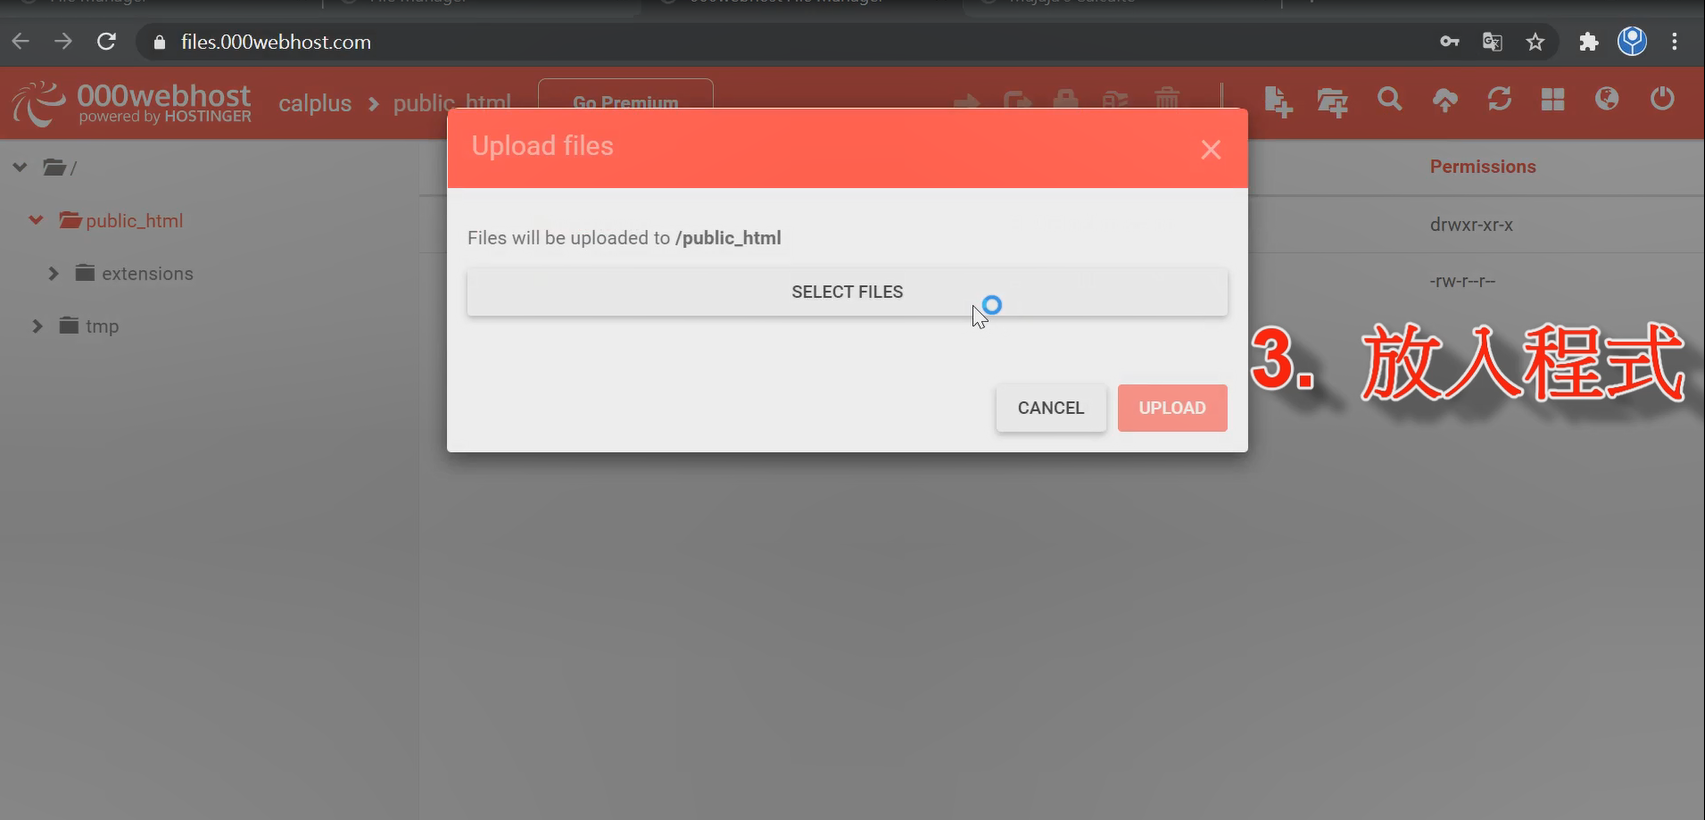 files.000webhost.com
000webhost
powered by HOSTINGER
calplus
public_html
Go Premium
Upload files
/
Permissions
public_html
drwxr-xr-x
Files will be uploaded to /public_html
extensions
-rw-r--r--
SELECT FILES
tmp
3. 放入程式
CANCEL
UPLOAD